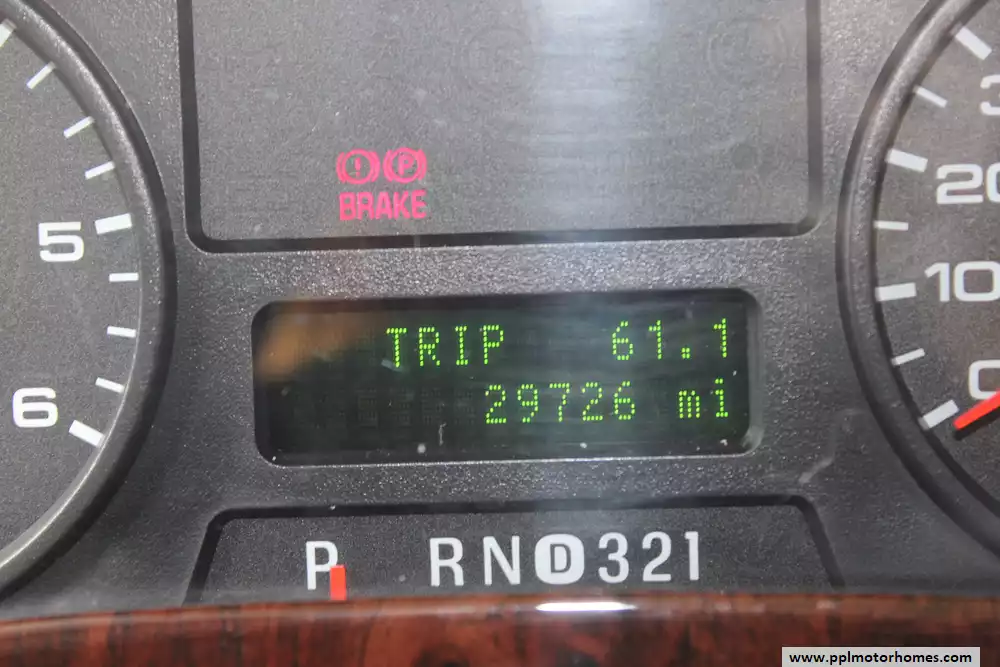 BRAKE
5
6
TRIP 61.1
29726 mi
20
10
0
P RND321
www.pplmotorhomes.com